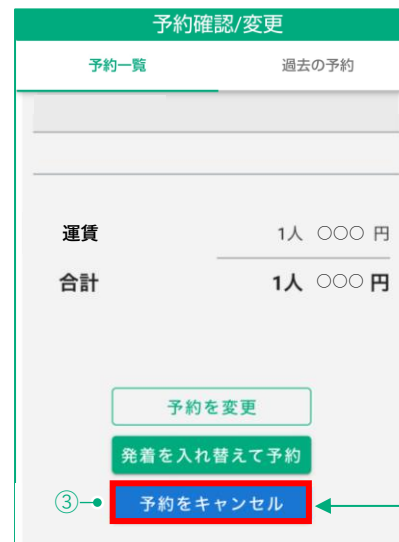 予約確認/変更
予約一覧 過去の予約
運賃 1人 〇〇〇 円
合計 1人 〇〇〇 円
予約を変更
発着を入れ替えて予約
③ 予約をキャンセル